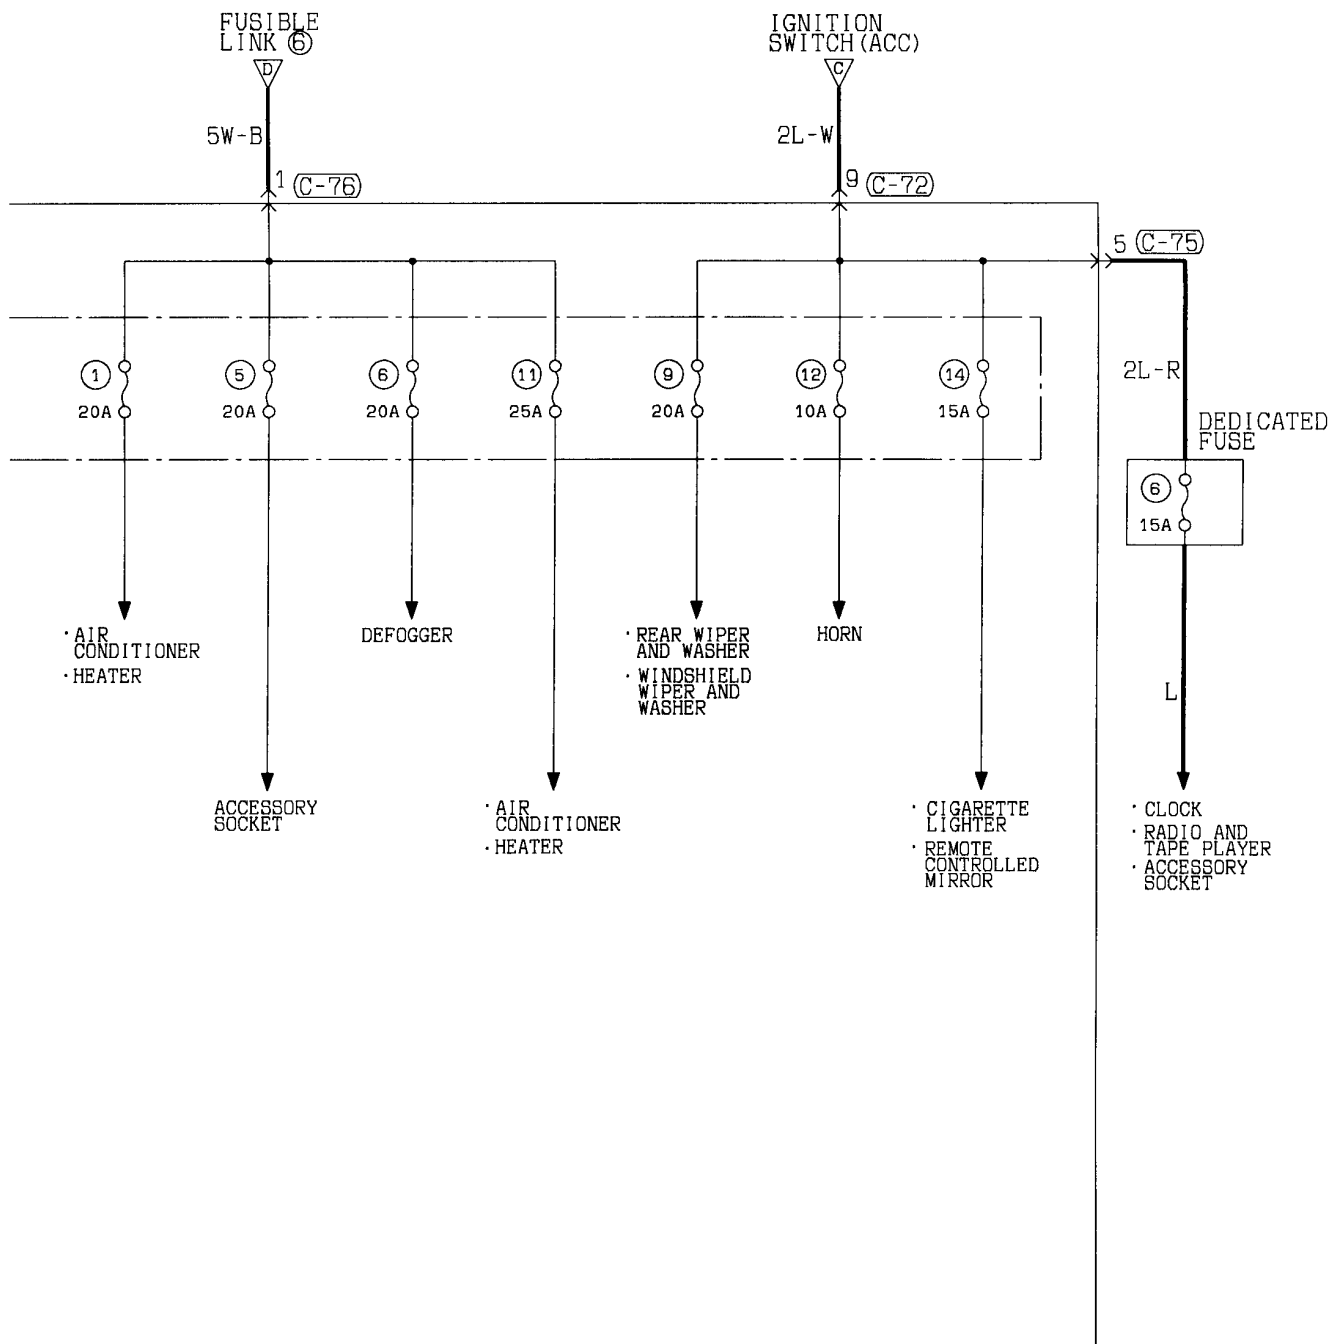 FUSIBLE
LINK ⑥
D
5W-B
1 (C-76)
IGNITION
SWITCH(ACC)
C
2L-W
9 (C-72)
5 (C-75)
2L-R
DEDICATED
FUSE
① 20A
⑤ 20A
⑥ 20A
⑪ 25A
⑨ 20A
⑫ 10A
⑭ 15A
⑥ 15A
L
· AIR
CONDITIONER
· HEATER
ACCESSORY
SOCKET
DEFOGGER
· AIR
CONDITIONER
· HEATER
· REAR WIPER
AND WASHER
· WINDSHIELD
WIPER AND
WASHER
HORN
· CIGARETTE
LIGHTER
· REMOTE
CONTROLLED
MIRROR
· CLOCK
· RADIO AND
TAPE PLAYER
· ACCESSORY
SOCKET